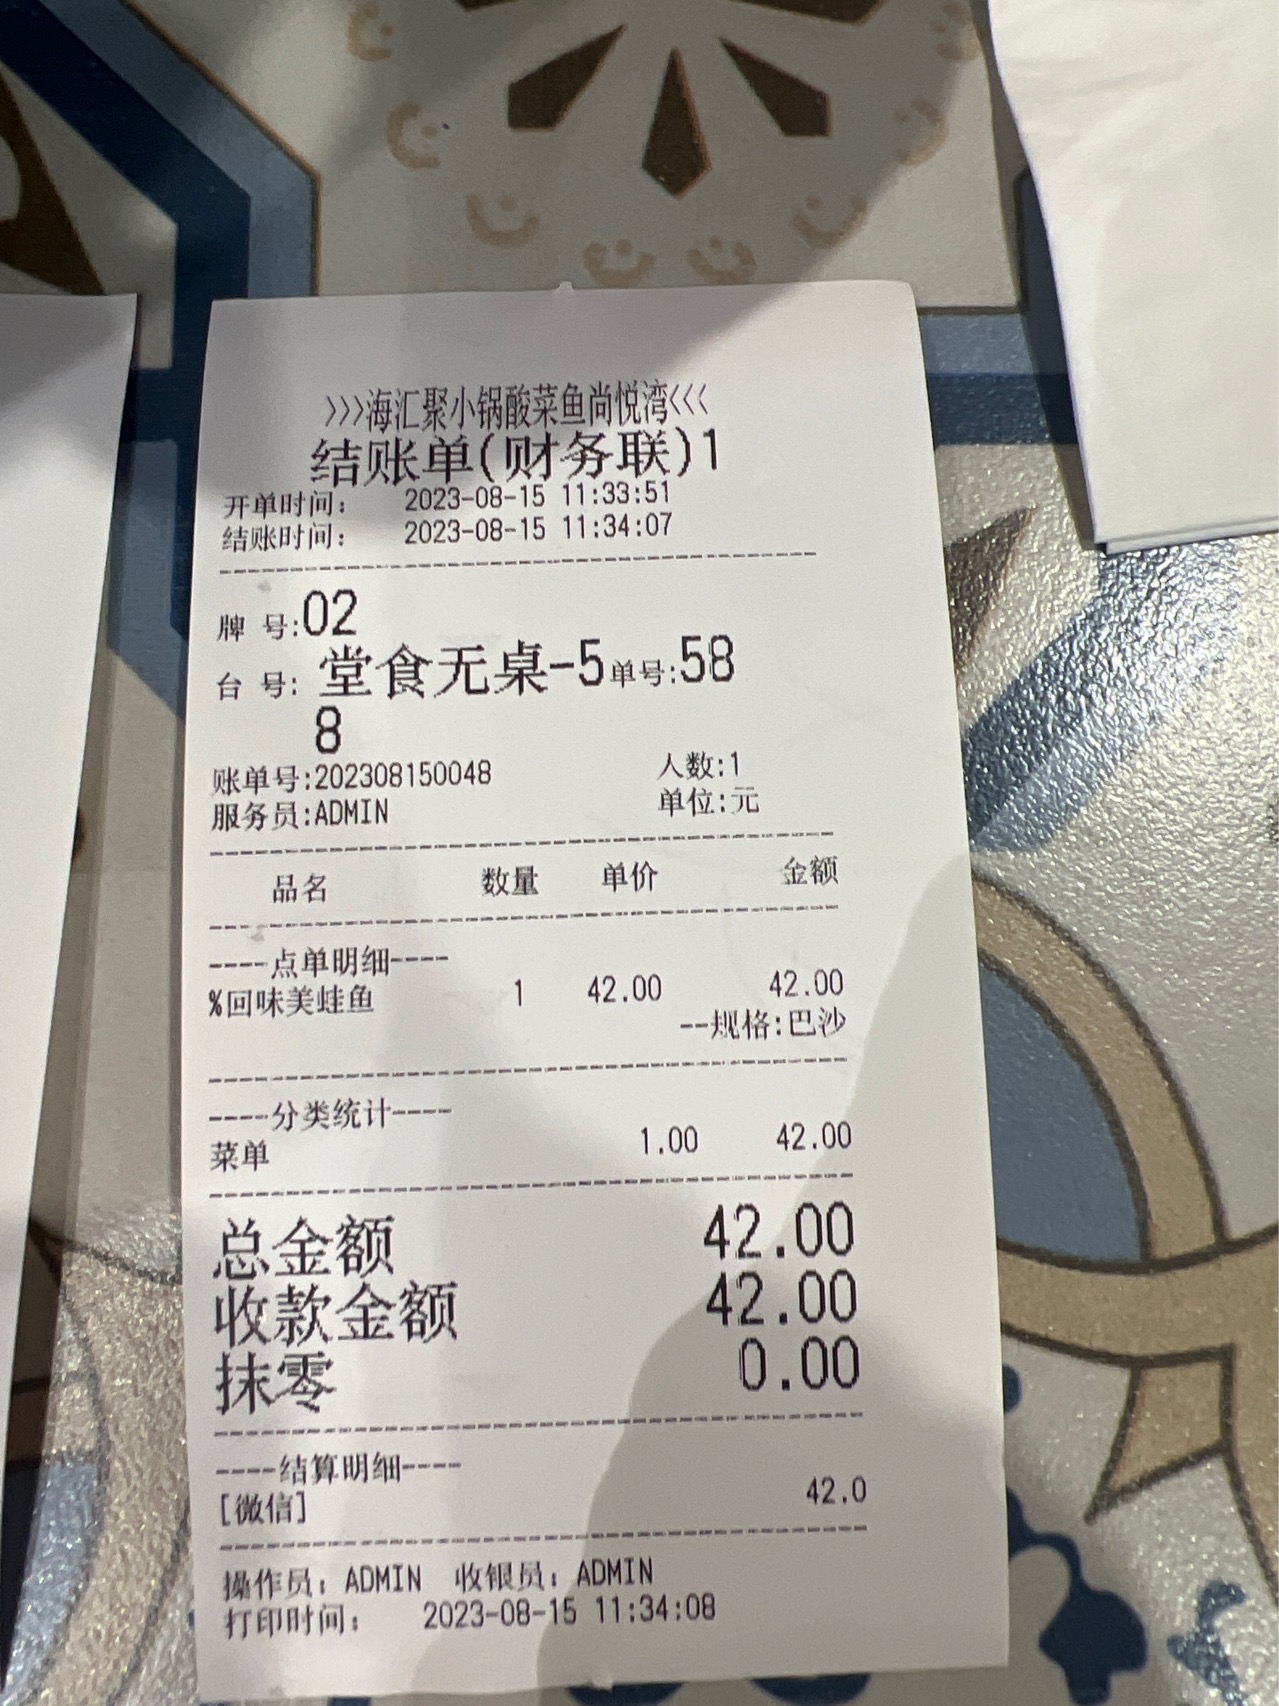 >>>海汇聚小锅酸菜鱼尚悦湾<<<
结账单(财务联)1
开单时间: 2023-08-15 11:33:51
结账时间: 2023-08-15 11:34:07
牌 号:02
台 号: 堂食无桌-5单号:58
8
账单号:202308150048 人数:1
服务员:ADMIN 单位:元
品名 数量 单价 金额
----点单明细----
%回味美蛙鱼 1 42.00 42.00
--规格:巴沙
----分类统计----
菜单 1.00 42.00
总金额 42.00
收款金额 42.00
抹零 0.00
----结算明细----
[微信] 42.0
操作员: ADMIN 收银员: ADMIN
打印时间: 2023-08-15 11:34:08